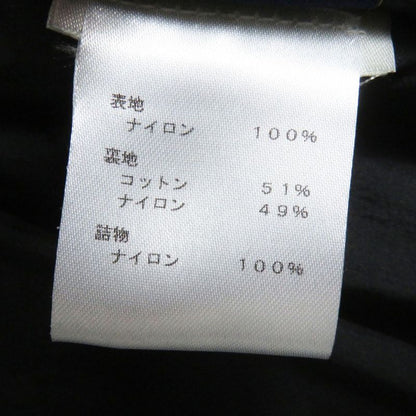 表地
ナイロン 100%
裏地
コットン 51%
ナイロン 49%
詰物
ナイロン 100%